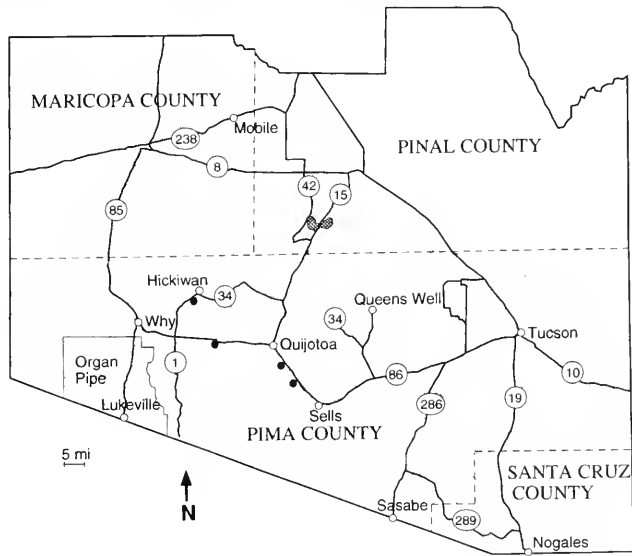 MARICOPA COUNTY
238
Mobile
PINAL COUNTY
8
42
15
85
Hickiwan
34
Queens Well
34
Why
Quijotoa
Tucson
Organ
Pipe
1
86
10
Lukeville
Sells
286
19
PIMA COUNTY
5 mi
SANTA CRUZ
COUNTY
N
Sasabe
289
Nogales